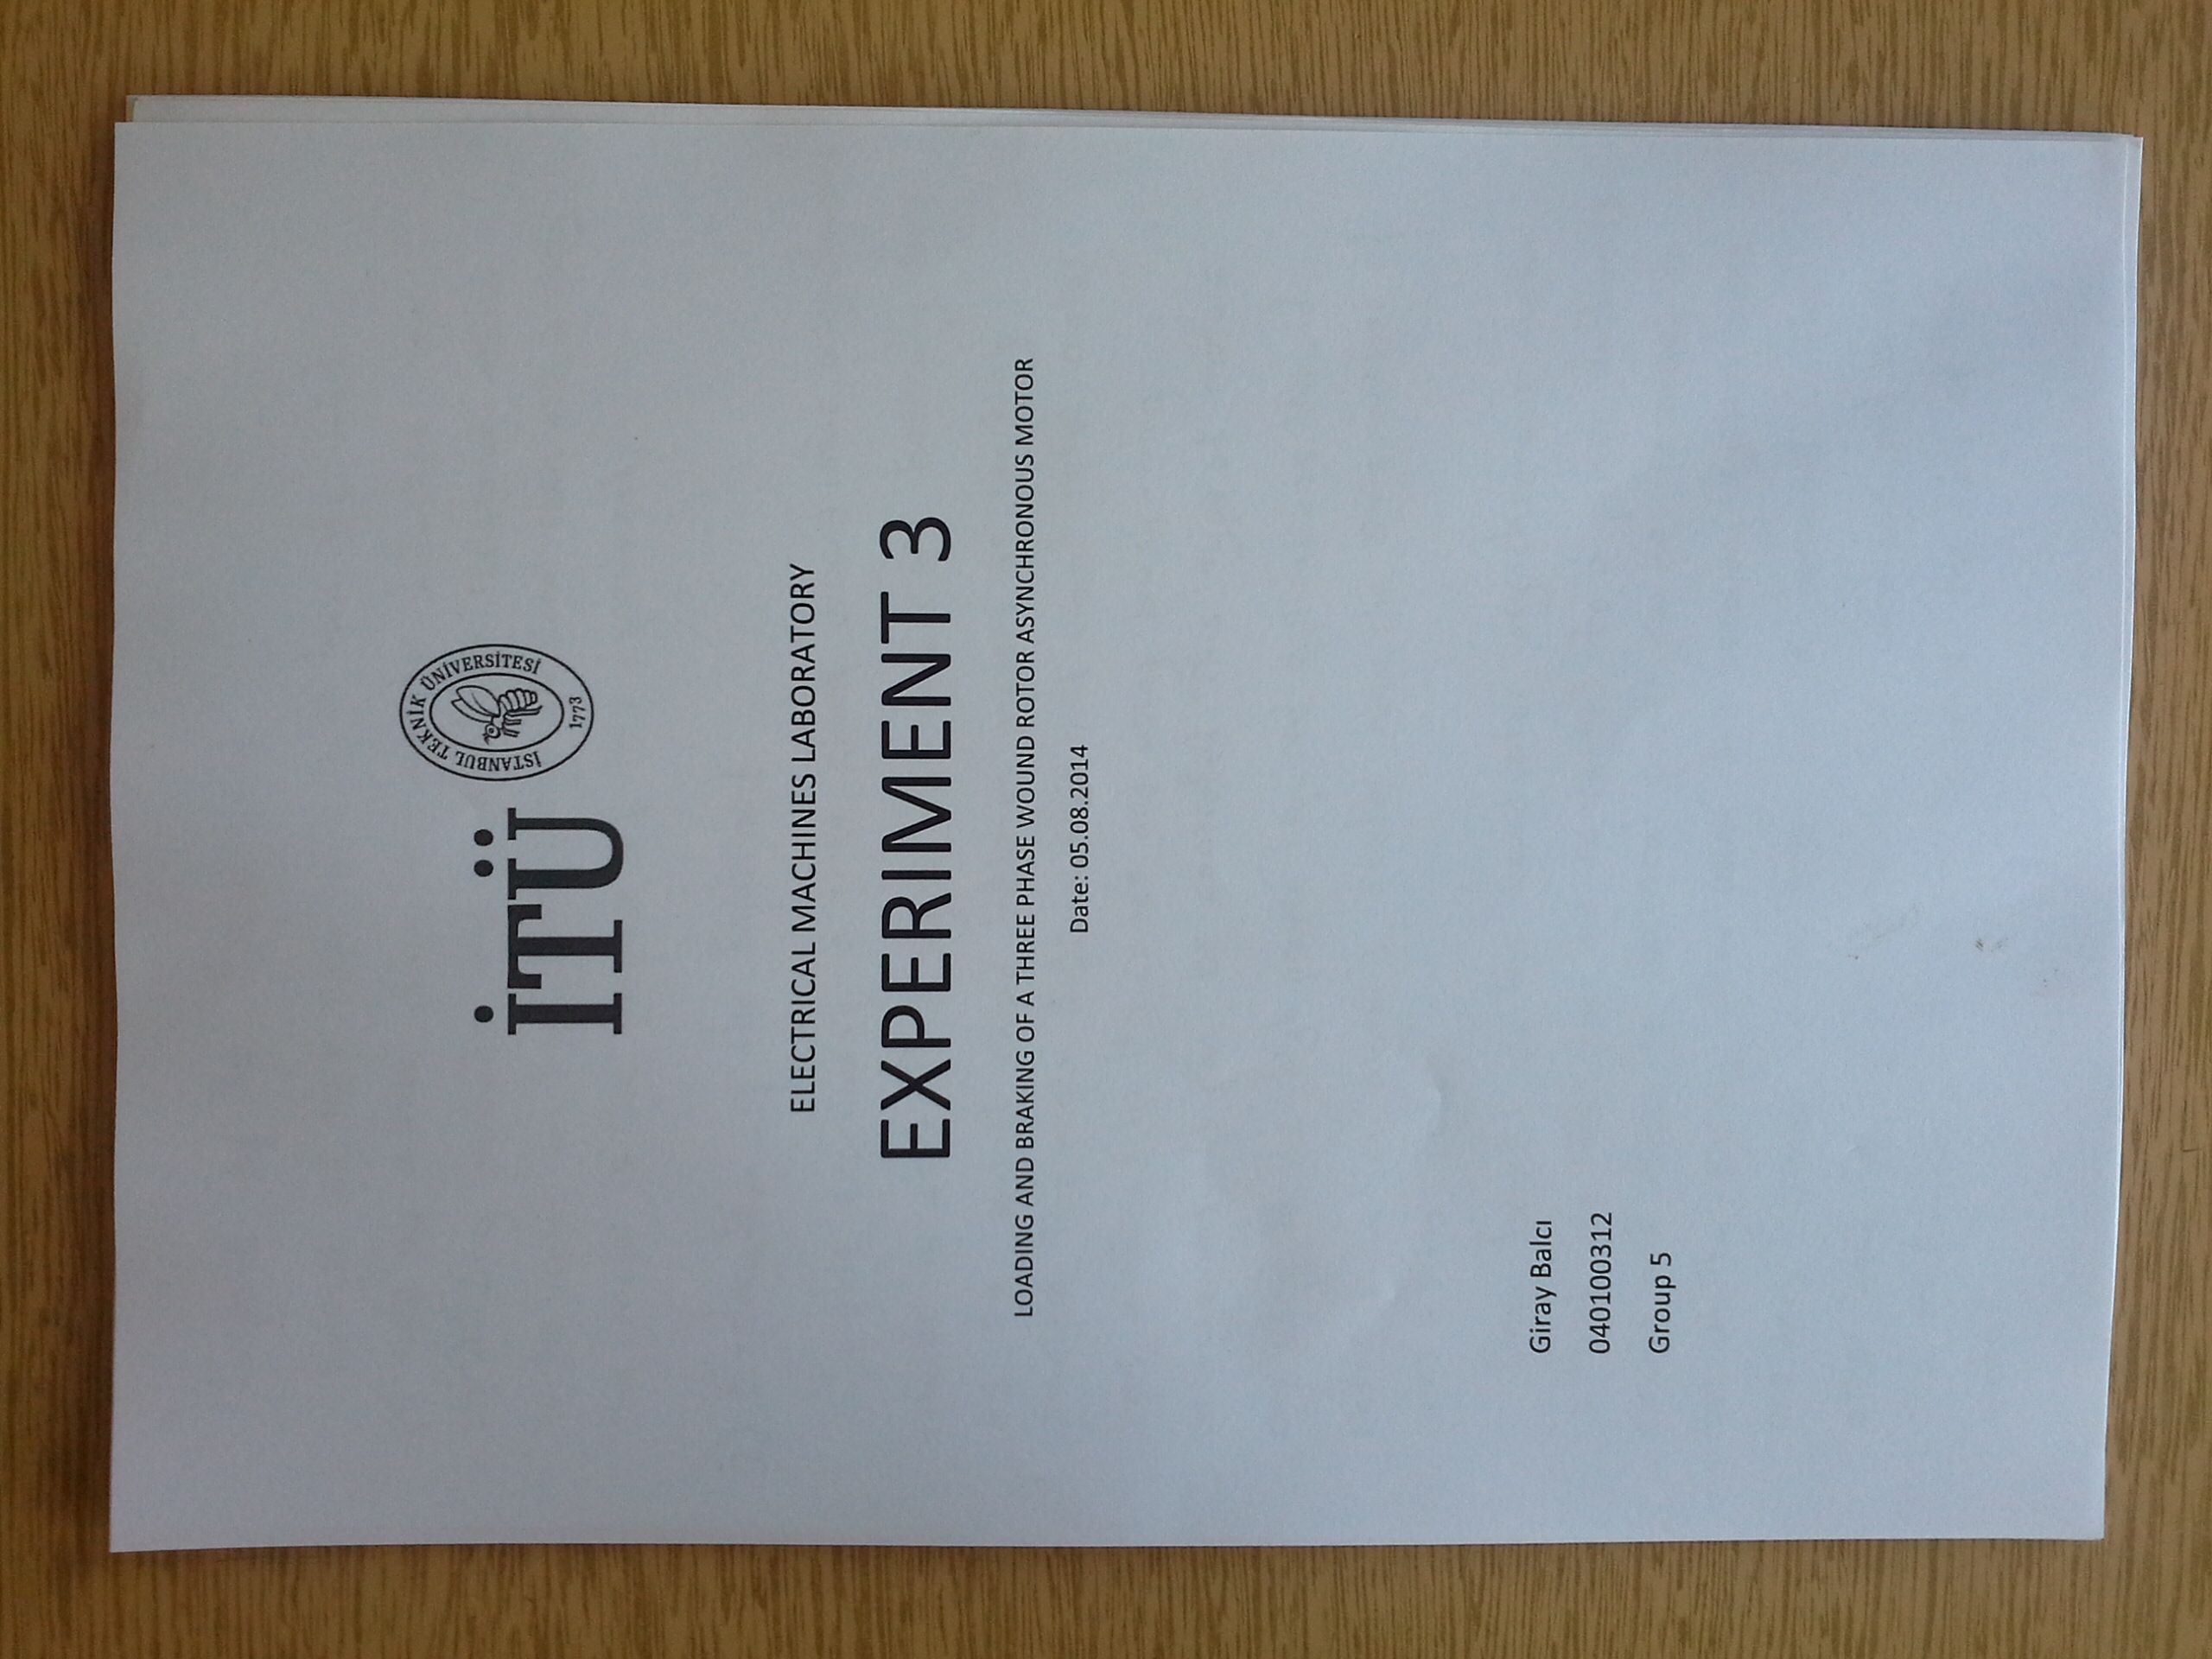 İTÜ
İSTANBUL TEKNİK ÜNİVERSİTESİ
1773
ELECTRICAL MACHINES LABORATORY
EXPERIMENT 3
LOADING AND BRAKING OF A THREE PHASE WOUND ROTOR ASYNCHRONOUS MOTOR
Date: 05.08.2014
Giray Balcı
040100312
Group 5